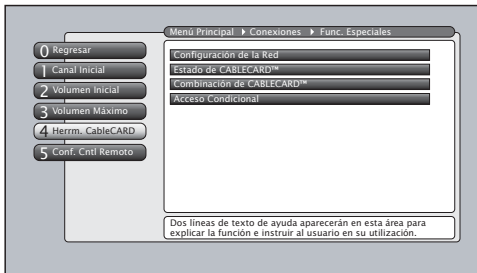 Menú Principal ▶ Conexiones ▶ Func. Especiales
0 Regresar
1 Canal Inicial
2 Volumen Inicial
3 Volumen Máximo
4 Herrm. CableCARD
5 Conf. Cntl Remoto
Configuración de la Red
Estado de CABLECARD™
Combinación de CABLECARD™
Acceso Condicional
Dos líneas de texto de ayuda aparecerán en esta área para
explicar la función e instruir al usuario en su utilización.